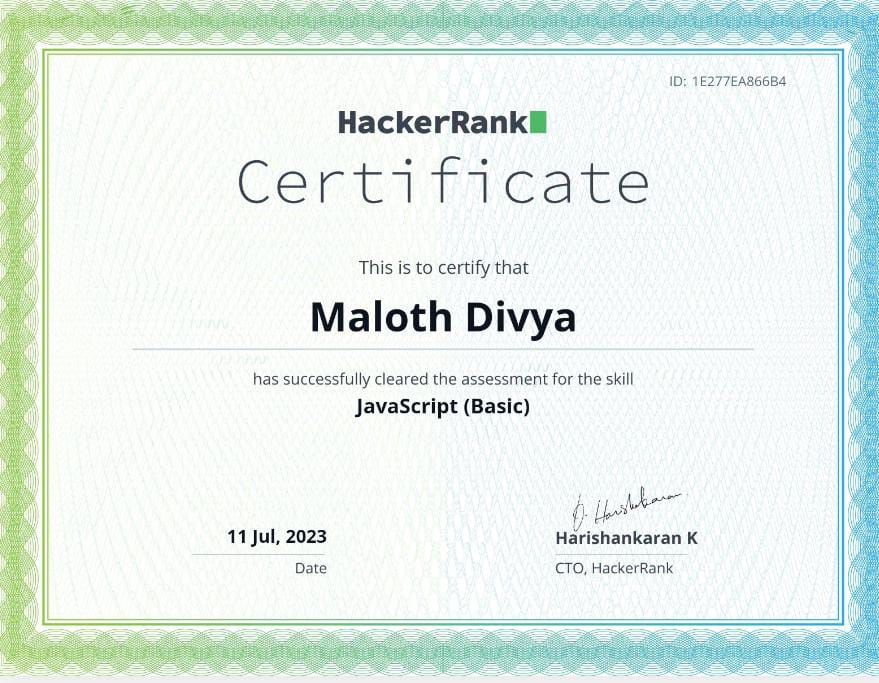 ID: 1E277EA866B4
HackerRank
Certificate
This is to certify that
Maloth Divya
has successfully cleared the assessment for the skill
JavaScript (Basic)
11 Jul, 2023
Date
Harishankaran K
CTO, HackerRank